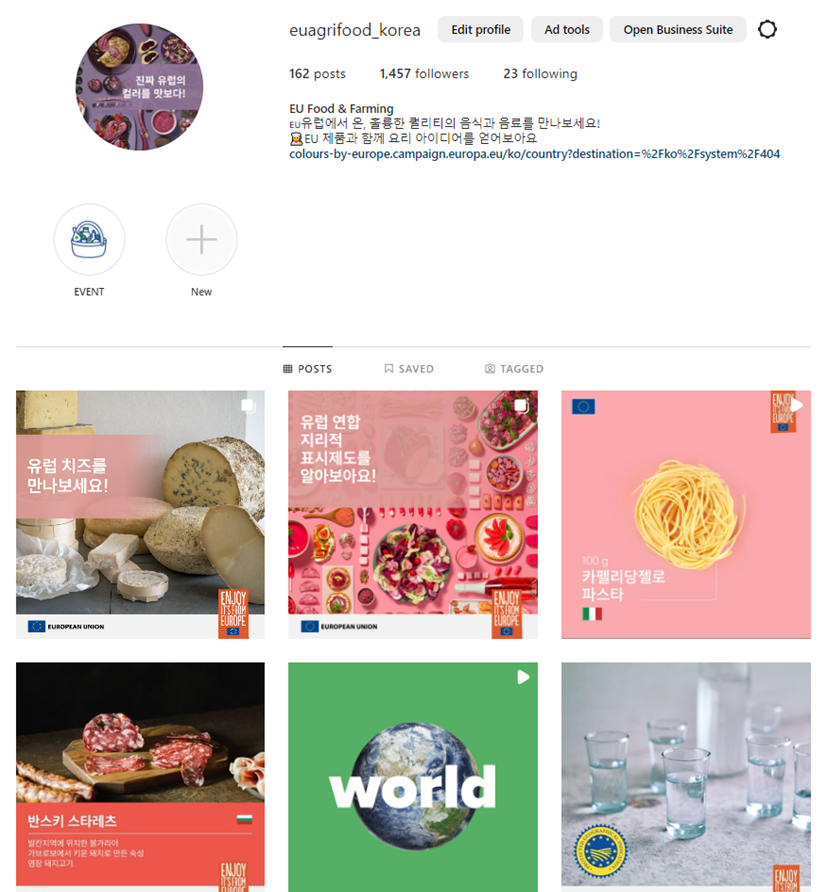 euagrifood_korea
Edit profile
Ad tools
Open Business Suite
162 posts
1,457 followers
23 following
EU Food & Farming
EU유럽에서 온, 훌륭한 퀄리티의 음식과 음료를 만나보세요!
EU 제품과 함께 요리 아이디어를 얻어보아요
colours-by-europe.campaign.europa.eu/ko/country?destination=%2Fko%2Fsystem%2F404
진짜 유럽의
컬러를 맛보다!
EVENT
New
POSTS
SAVED
TAGGED
유럽 치즈를
만나보세요!
EUROPEAN UNION
ENJOY
IT'S FROM
EUROPE
유럽 연합
지리적
표시제도를
알아보아요!
EUROPEAN UNION
ENJOY
IT'S FROM
EUROPE
ENJOY
IT'S FROM
EUROPE
100 g
카펠리당젤로
파스타
반스키 스타레츠
발칸지역에 위치한 불가리아
가브로보에서 키운 돼지로 만든 숙성
염장 돼지고기.
ENJOY
IT'S FROM
EUROPE
world
ENJOY
IT'S FROM